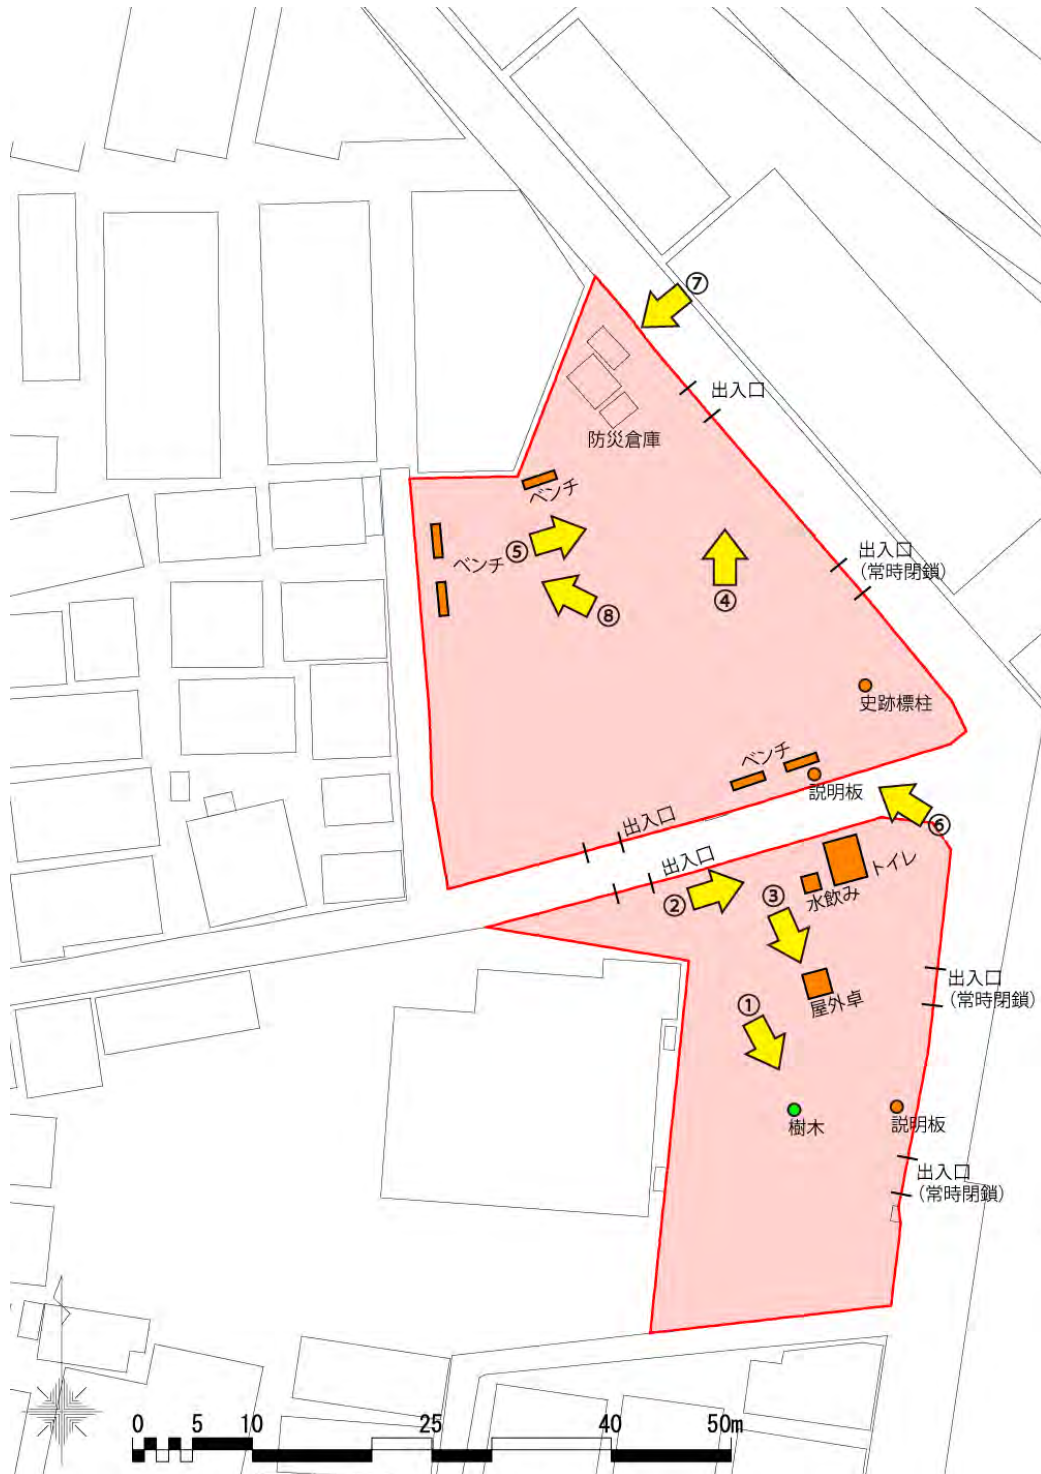 ⑦
出入口
防災倉庫
ベンチ
⑤
ベンチ
出入口
(常時閉鎖)
④
⑧
史跡標柱
ベンチ
説明板
出入口
⑥
出入口
トイレ
②
③
水飲み
出入口
(常時閉鎖)
屋外卓
①
樹木
説明板
出入口
(常時閉鎖)
0 5 10 25 40 50m